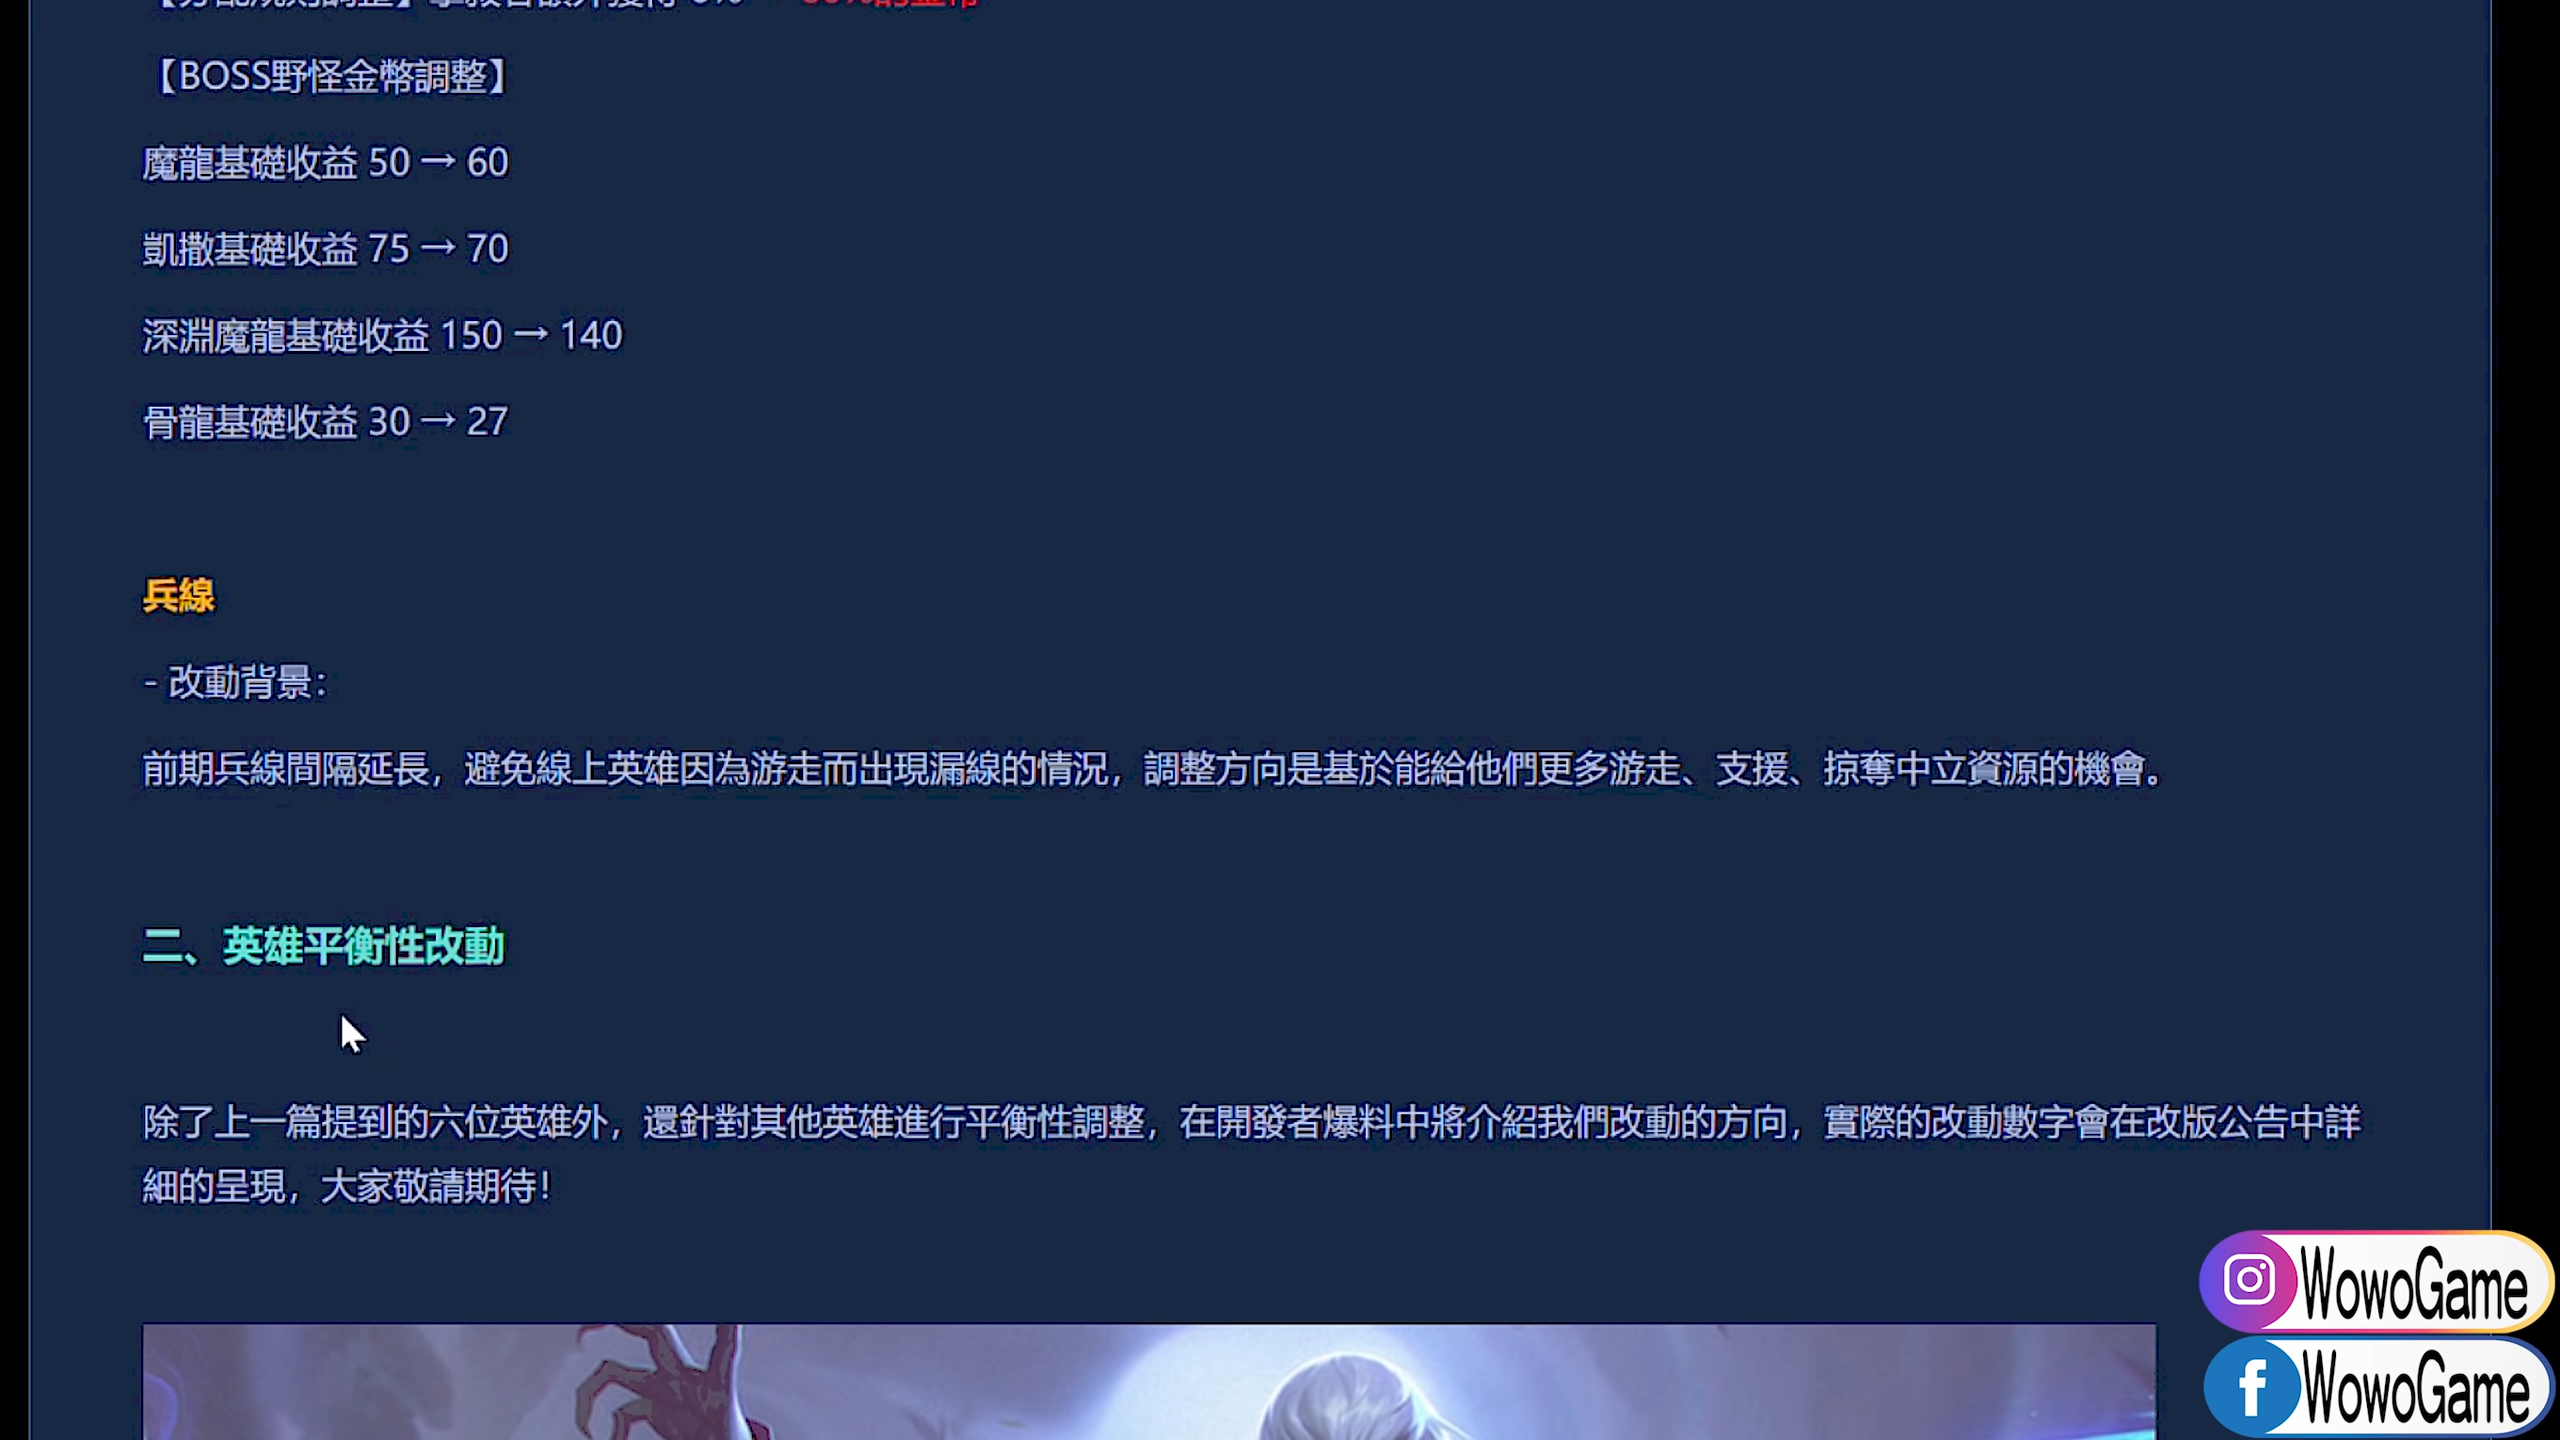 【BOSS野怪金幣調整】
魔龍基礎收益 50 → 60
凱撒基礎收益 75 → 70
深淵魔龍基礎收益 150 → 140
骨龍基礎收益 30 → 27
兵線
- 改動背景：
前期兵線間隔延長，避免線上英雄因為游走而出現漏線的情況，調整方向是基於能給他們更多游走、支援、掠奪中立資源的機會。
二、英雄平衡性改動
除了上一篇提到的六位英雄外，還針對其他英雄進行平衡性調整，在開發者爆料中將介紹我們改動的方向，實際的改動數字會在改版公告中詳
細的呈現，大家敬請期待！
WowoGame
WowoGame